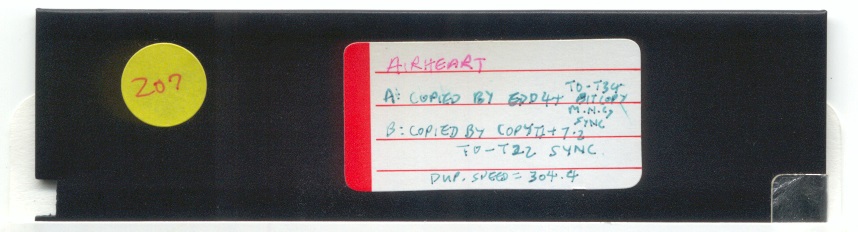 207
AIRHEART
A: COPIED BY EDD4+ T0-T34 BITCOPY
SYNC
B: COPIED BY COPYII+ 7.2
T0-T22 SYNC
DUP. SPEED = 304.4